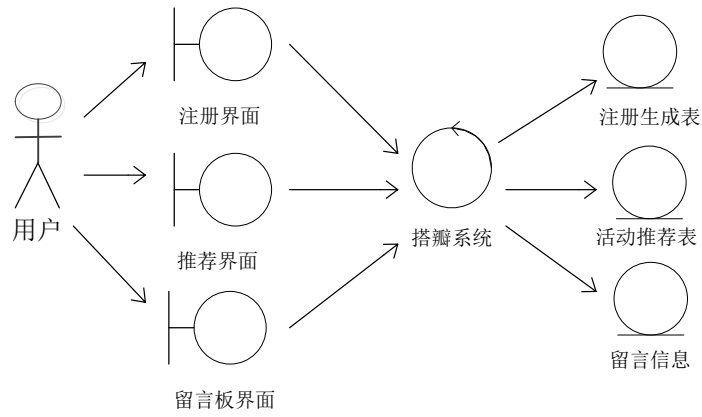 注册界面
注册生成表
用户
推荐界面
搭瓣系统
活动推荐表
留言板界面
留言信息